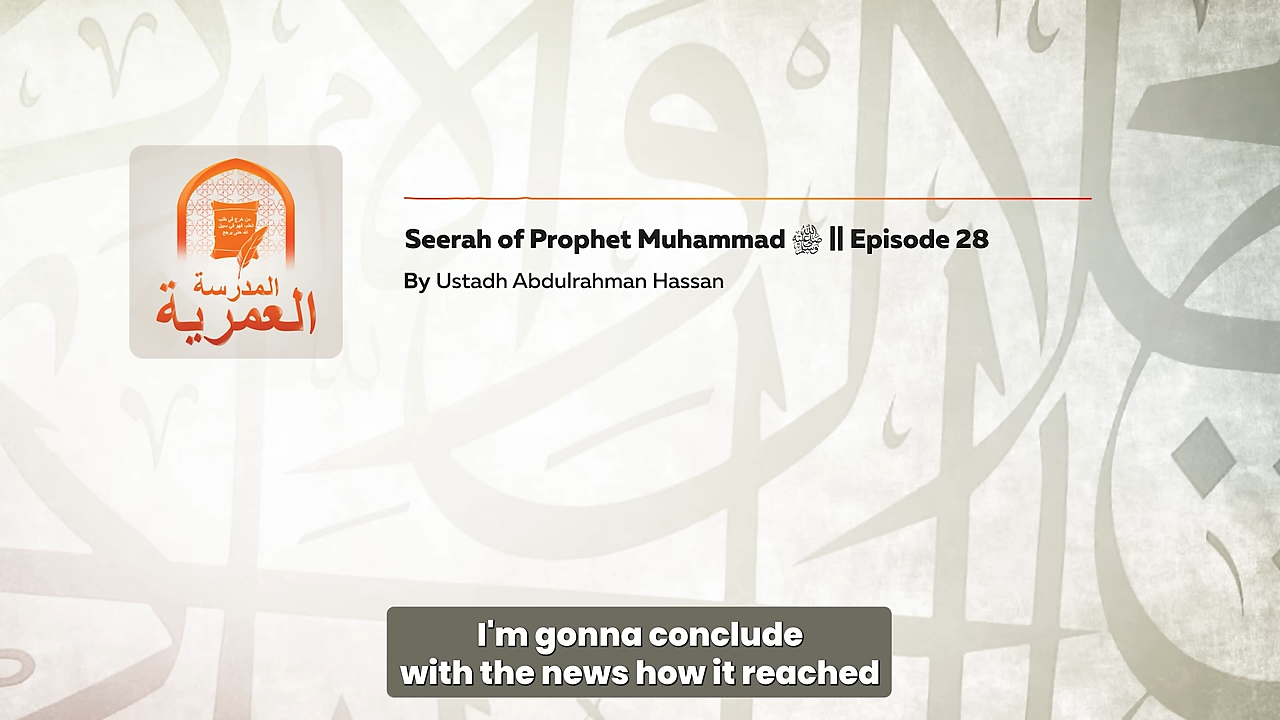 المدرسة
العمرية
Seerah of Prophet Muhammad ﷺ || Episode 28
By Ustadh Abdulrahman Hassan
I'm gonna conclude
with the news how it reached